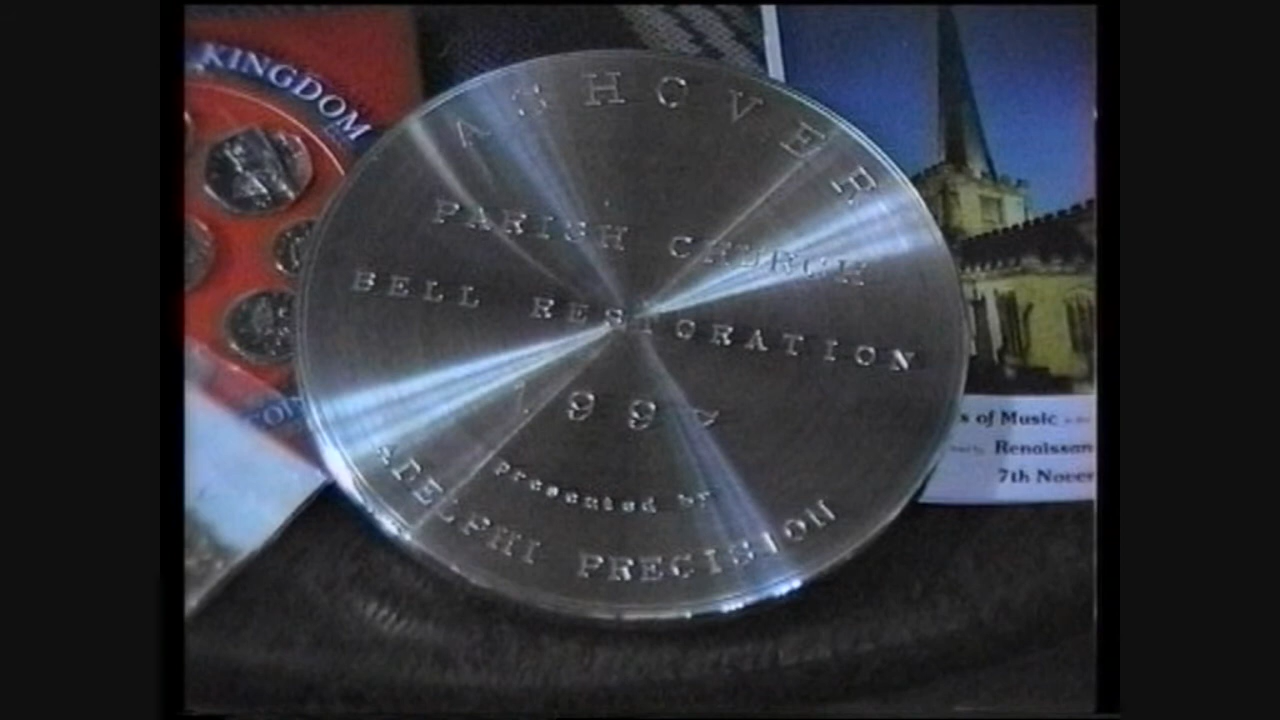 KINGDOM
ASHOVER
PARISH CHURCH
BELL RESTORATION
199
presented by
ADELPHI PRECISION
s of Music
Renaissan
7th Novem